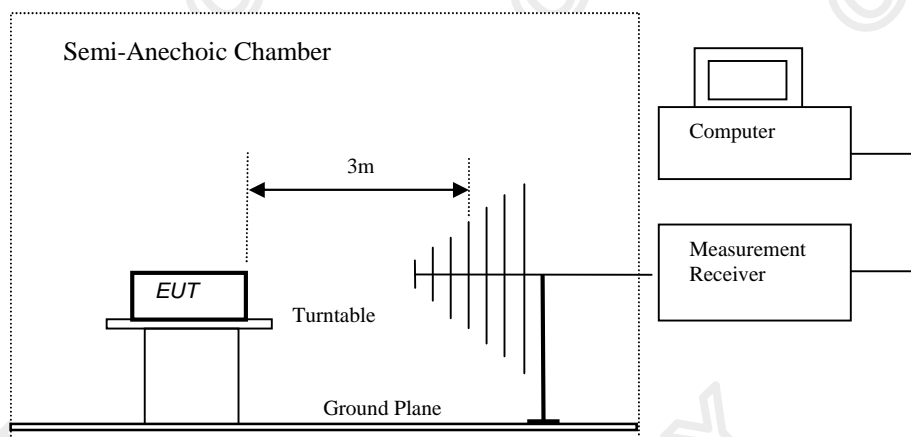 Semi-Anechoic Chamber
Computer
3m
Measurement
Receiver
EUT
Turntable
Ground Plane